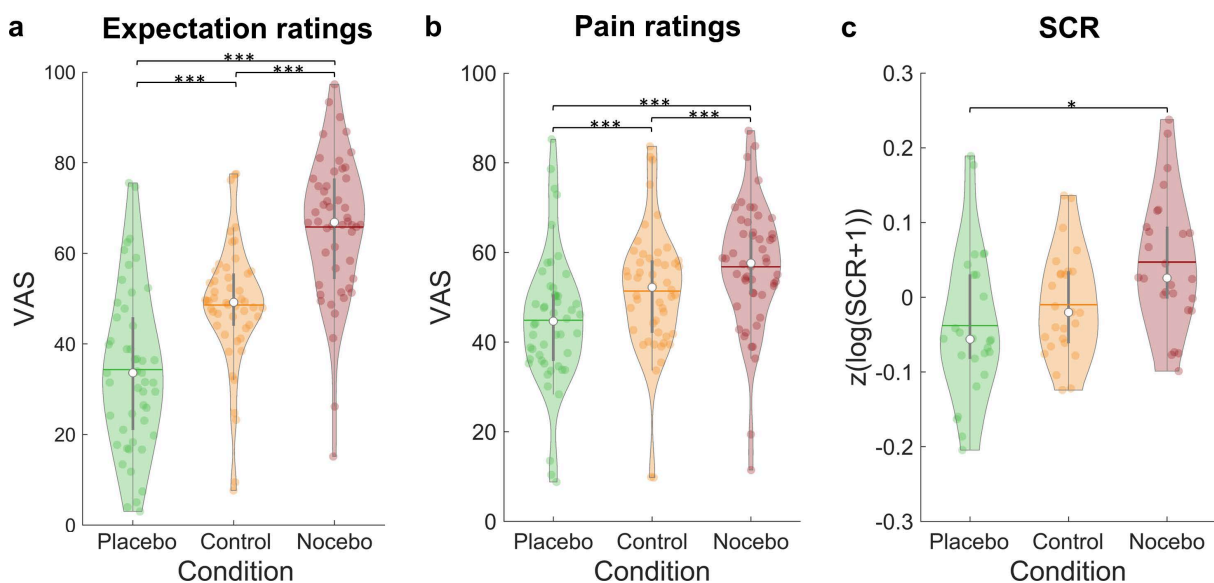 a Expectation ratings
VAS
100
80
60
40
20
0
***
*** ***
Placebo Control Nocebo
Condition
b Pain ratings
VAS
100
80
60
40
20
0
***
*** ***
Placebo Control Nocebo
Condition
c SCR
z(log(SCR+1))
0.3
0.2
0.1
0
-0.1
-0.2
-0.3
*
Placebo Control Nocebo
Condition